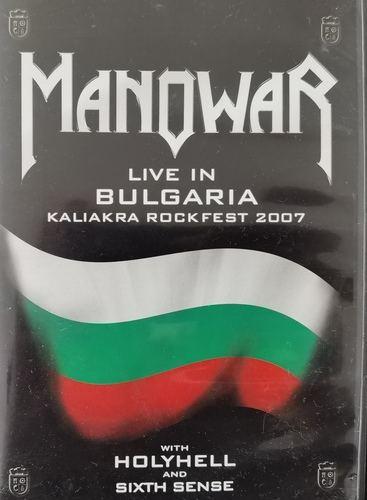 MANOWAR
LIVE IN
BULGARIA
KALIAKRA ROCKFEST 2007
WITH
HOLYHELL
AND
SIXTH SENSE